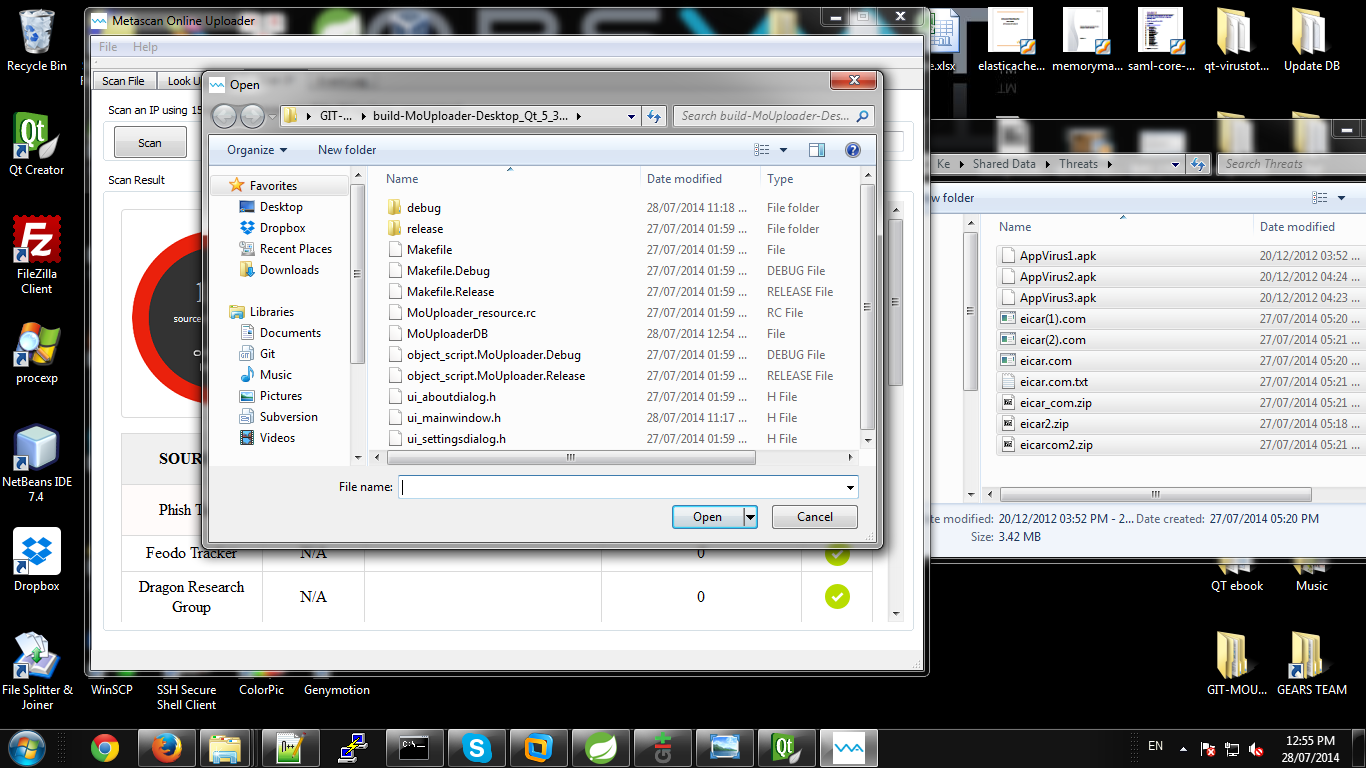 Metascan Online Uploader
File Help
Scan File Look U
Scan an IP using 15
Scan
Scan Result
source
SOUR
Phish T
Feodo Tracker N/A 0
Dragon Research
Group
N/A 0
Open
GIT-... build-MoUploader-Desktop_Qt_5_3...
Search build-MoUploader-Des...
Organize New folder
Favorites
Desktop
Dropbox
Recent Places
Downloads
Libraries
Documents
Git
Music
Pictures
Subversion
Videos
Name Date modified Type
debug 28/07/2014 11:18 ... File folder
release 27/07/2014 01:59 ... File folder
Makefile 27/07/2014 01:59 ... File
Makefile.Debug 27/07/2014 01:59 ... DEBUG File
Makefile.Release 27/07/2014 01:59 ... RELEASE File
MoUploader_resource.rc 27/07/2014 01:59 ... RC File
MoUploaderDB 28/07/2014 12:54 ... File
object_script.MoUploader.Debug 27/07/2014 01:59 ... DEBUG File
object_script.MoUploader.Release 27/07/2014 01:59 ... RELEASE File
ui_aboutdialog.h 27/07/2014 01:59 ... H File
ui_mainwindow.h 28/07/2014 11:17 ... H File
ui_settingsdialog.h 27/07/2014 01:59 ... H File
File name:
Open Cancel
Recycle Bin
Qt Creator
FileZilla
Client
procexp
NetBeans IDE
7.4
Dropbox
File Splitter &
Joiner
WinSCP
SSH Secure
Shell Client
ColorPic
Genymotion
e.xlsx
elasticache...
memoryma...
saml-core-...
qt-virustot...
Update DB
Ke Shared Data Threats
Search Threats
w folder
Name Date modified
AppVirus1.apk 20/12/2012 03:52 ...
AppVirus2.apk 20/12/2012 04:24 ...
AppVirus3.apk 20/12/2012 04:23 ...
eicar(1).com 27/07/2014 05:20 ...
eicar(2).com 27/07/2014 05:21 ...
eicar.com 27/07/2014 05:20 ...
eicar.com.txt 27/07/2014 05:21 ...
eicar_com.zip 27/07/2014 05:21 ...
eicar2.zip 27/07/2014 05:18 ...
eicarcom2.zip 27/07/2014 05:21 ...
te modified: 20/12/2012 03:52 PM - 2... Date created: 27/07/2014 05:20 PM
Size: 3.42 MB
QT ebook
Music
GIT-MOU...
GEARS TEAM
EN
12:55 PM
28/07/2014